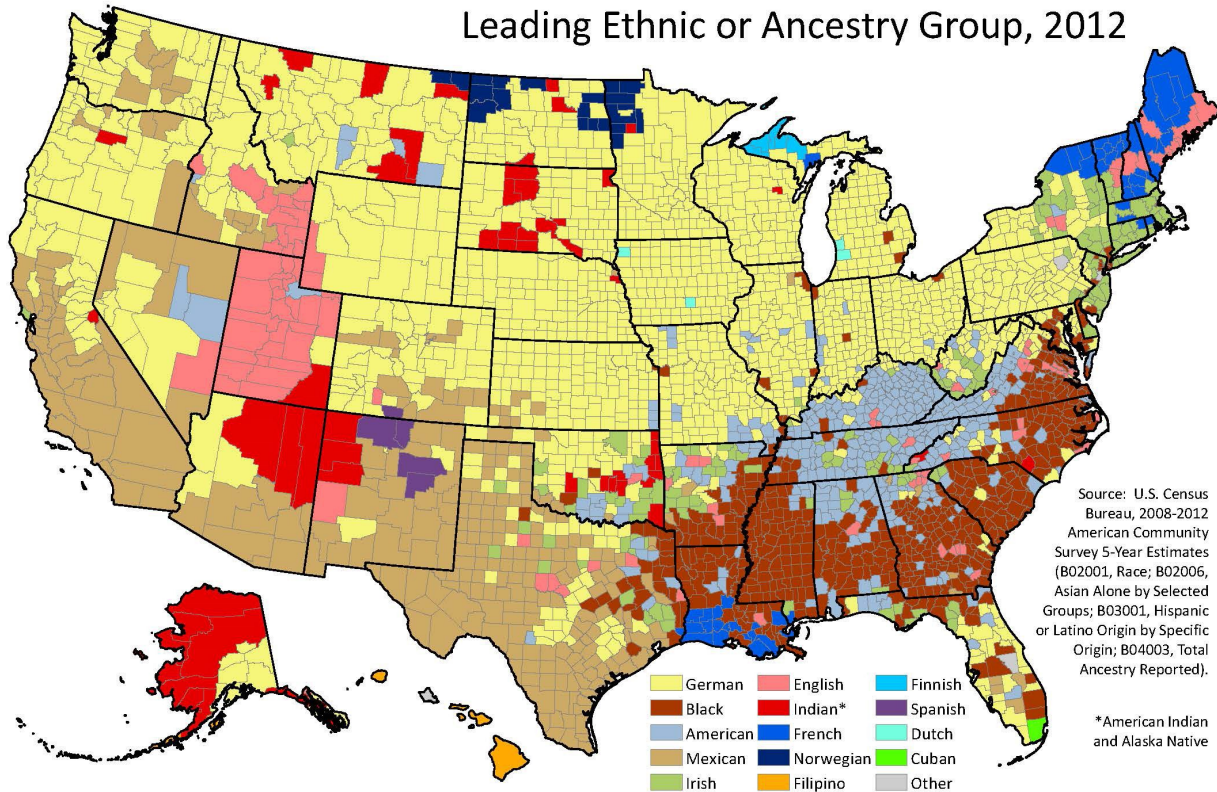 Leading Ethnic or Ancestry Group, 2012
Source: U.S. Census
Bureau, 2008-2012
American Community
Survey 5-Year Estimates
(B02001, Race; B02006,
Asian Alone by Selected
Groups; B03001, Hispanic
or Latino Origin by Specific
Origin; B04003, Total
Ancestry Reported).
*American Indian
and Alaska Native
German
Black
American
Mexican
Irish
English
Indian*
French
Norwegian
Filipino
Finnish
Spanish
Dutch
Cuban
Other